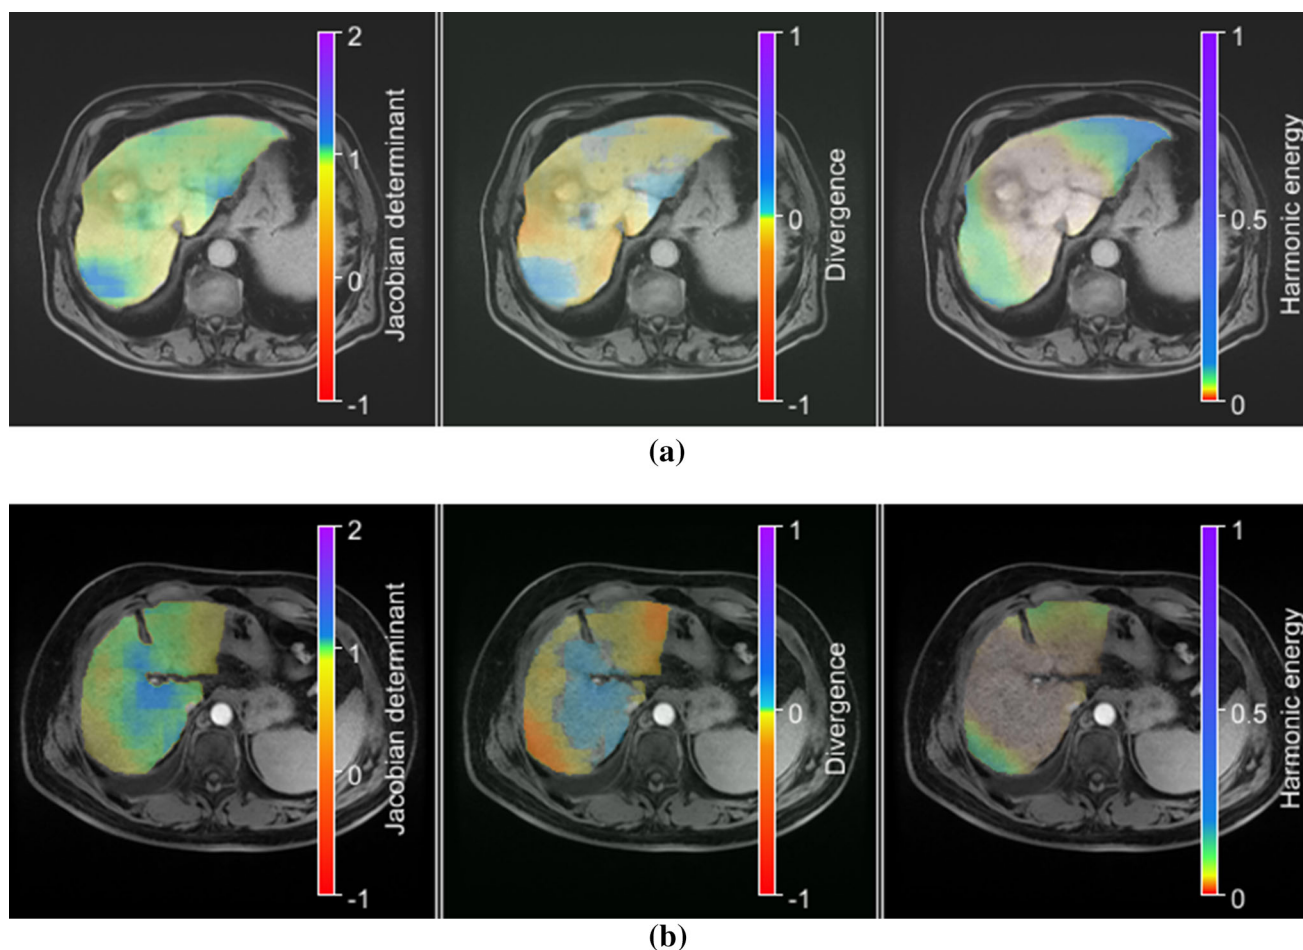 2
1
0
-1
Jacobian determinant
1
0
-1
Divergence
1
0.5
0
Harmonic energy
(a)
2
1
0
-1
Jacobian determinant
1
0
-1
Divergence
1
0.5
0
Harmonic energy
(b)